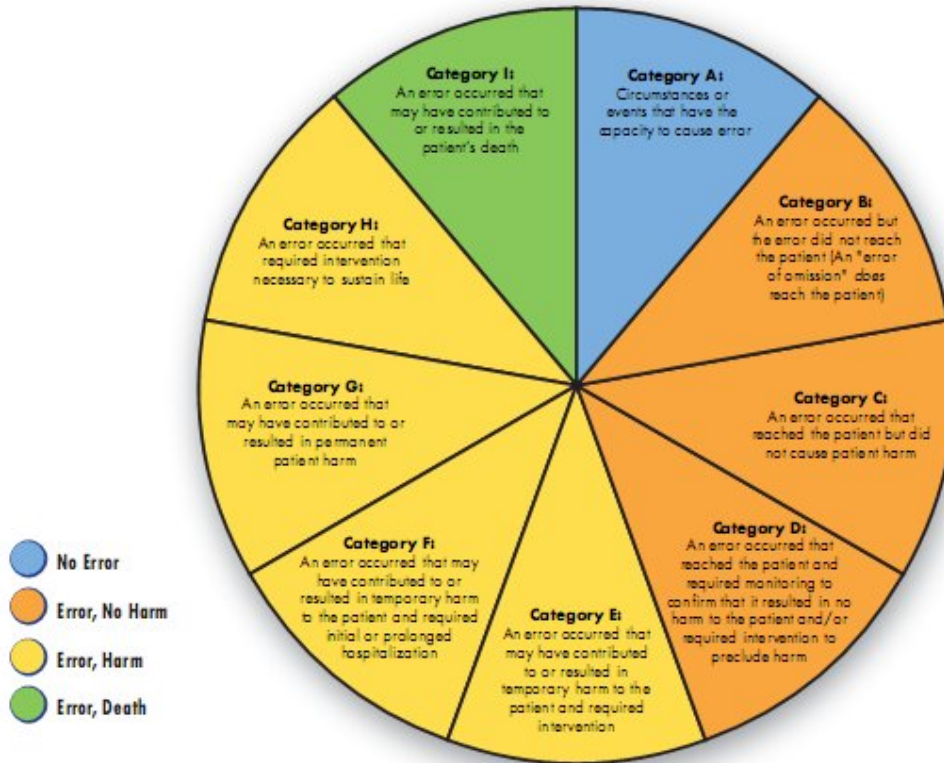 Category I:
An error occurred that
may have contributed to
or resulted in the
patient's death
Category A:
Circumstances or
events that have the
capacity to cause error
Category B:
An error occurred but
the error did not reach
the patient (An "error
of omission" does
reach the patient)
Category H:
An error occurred that
required intervention
necessary to sustain life
Category C:
An error occurred that
reached the patient but did
not cause patient harm
Category G:
An error occurred that
may have contributed to or
resulted in permanent
patient harm
Category D:
An error occurred that
reached the patient and
required monitoring to
confirm that it resulted in no
harm to the patient and/or
required intervention to
preclude harm
Category F:
An error occurred that may
have contributed to or
resulted in temporary harm
to the patient and required
initial or prolonged
hospitalization
Category E:
An error occurred that
may have contributed
to or resulted in
temporary harm to the
patient and required
intervention
No Error
Error, No Harm
Error, Harm
Error, Death